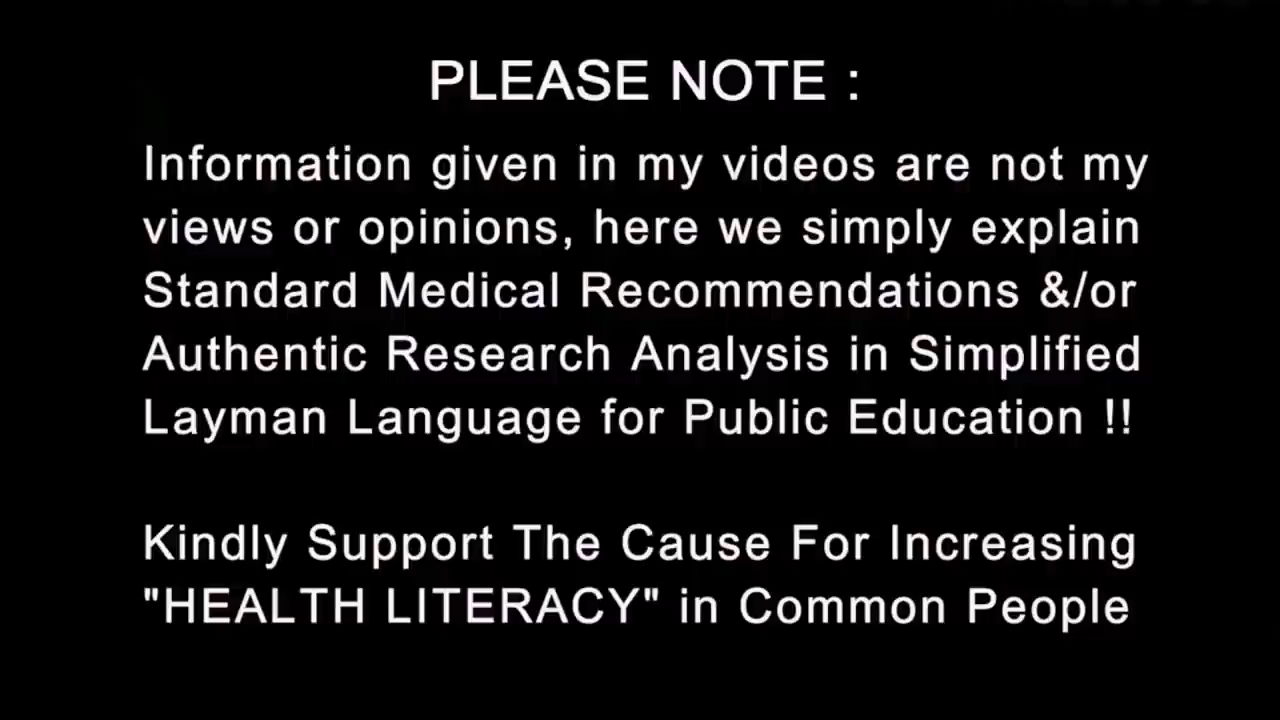 PLEASE NOTE :
Information given in my videos are not my
views or opinions, here we simply explain
Standard Medical Recommendations &/or
Authentic Research Analysis in Simplified
Layman Language for Public Education !!
Kindly Support The Cause For Increasing
"HEALTH LITERACY" in Common People